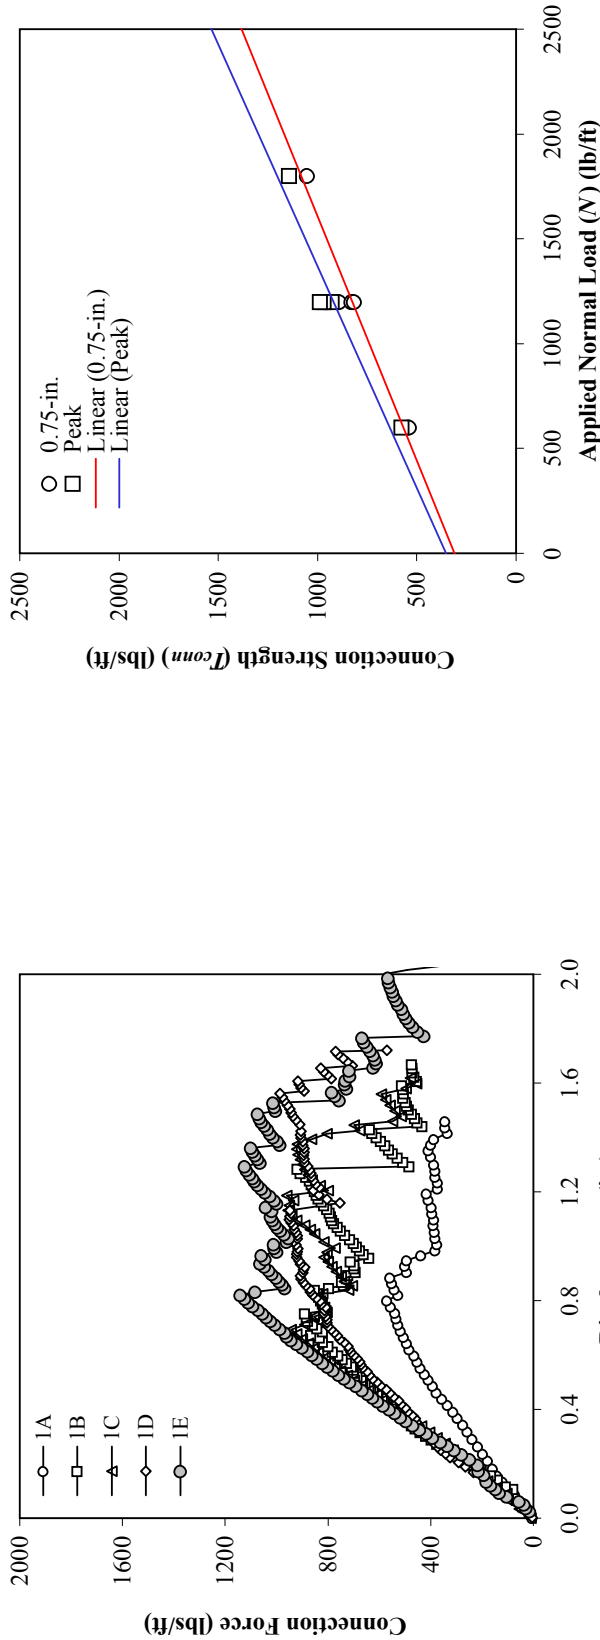 Connection Force (lbs/ft)
2000
1600
1200
800
400
0
1A
1B
1C
1D
1E
0.0
0.4
0.8
1.2
1.6
2.0
Connection Strength (Tconn) (lbs/ft)
2500
2000
1500
1000
500
0
0.75-in.
Peak
Linear (0.75-in.)
Linear (Peak)
0
500
1000
1500
2000
2500
Applied Normal Load (N) (lb/ft)